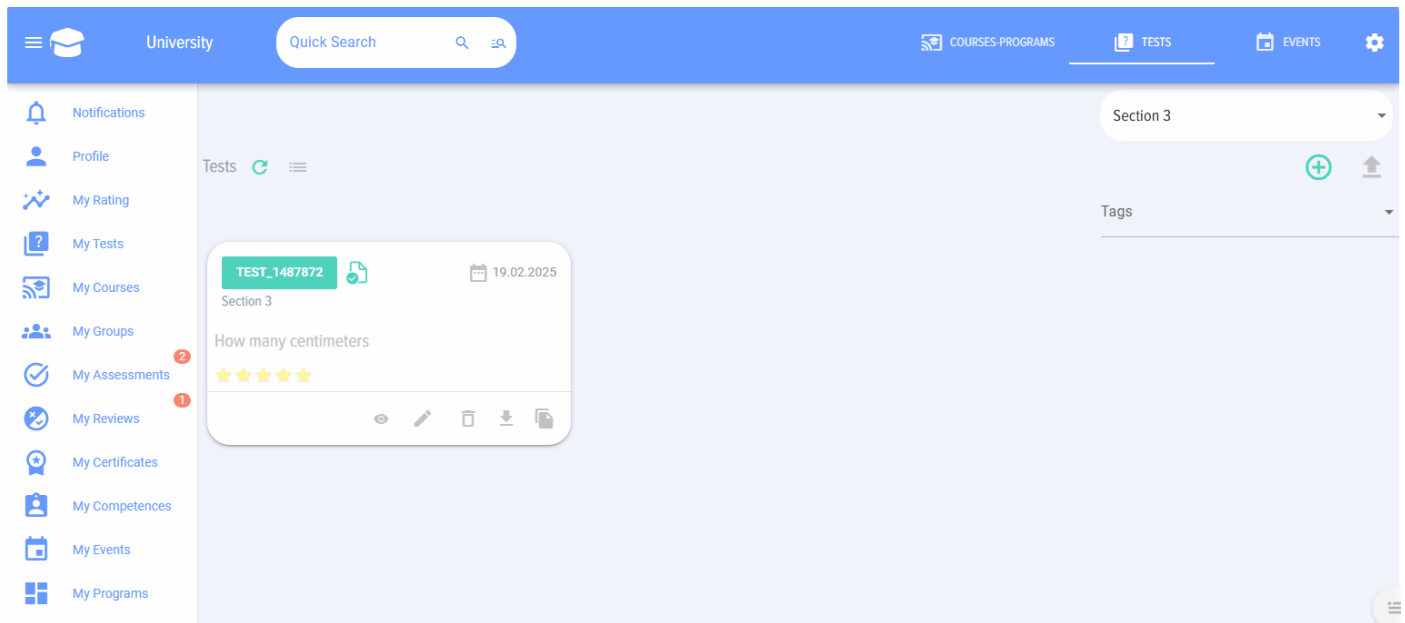 University
Quick Search
COURSES-PROGRAMS
TESTS
EVENTS
Notifications
Profile
My Rating
My Tests
My Courses
My Groups
2
My Assessments
1
My Reviews
My Certificates
My Competences
My Events
My Programs
Section 3
Tests
Tags
TEST_1487872
19.02.2025
Section 3
How many centimeters